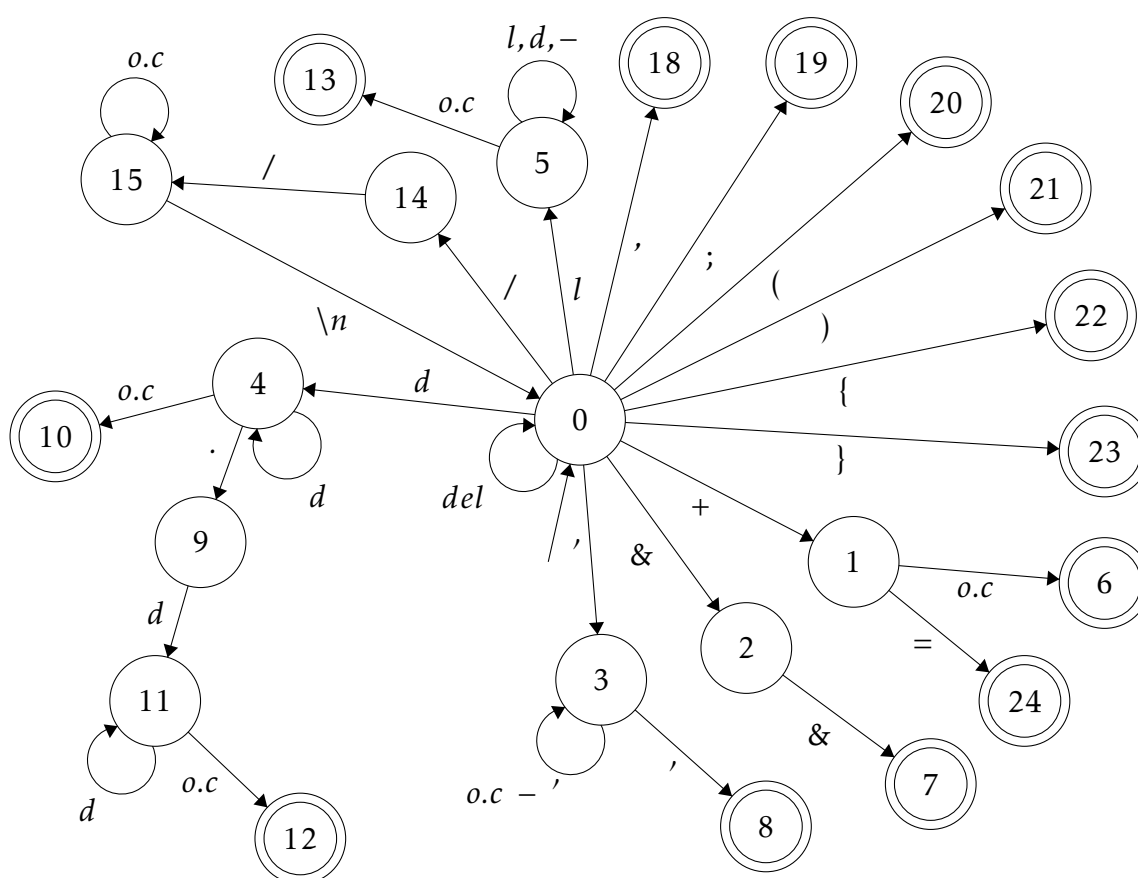 o.c
l,d,−
13
18
19
20
15
/
o.c
5
14
21
,
;
/
l
(
\n
)
22
4
d
{
o.c
0
10
.
d
del
}
23
9
′
&
+
1
o.c
6
d
2
=
11
3
24
d
o.c
o.c − ′
′
&
7
12
8